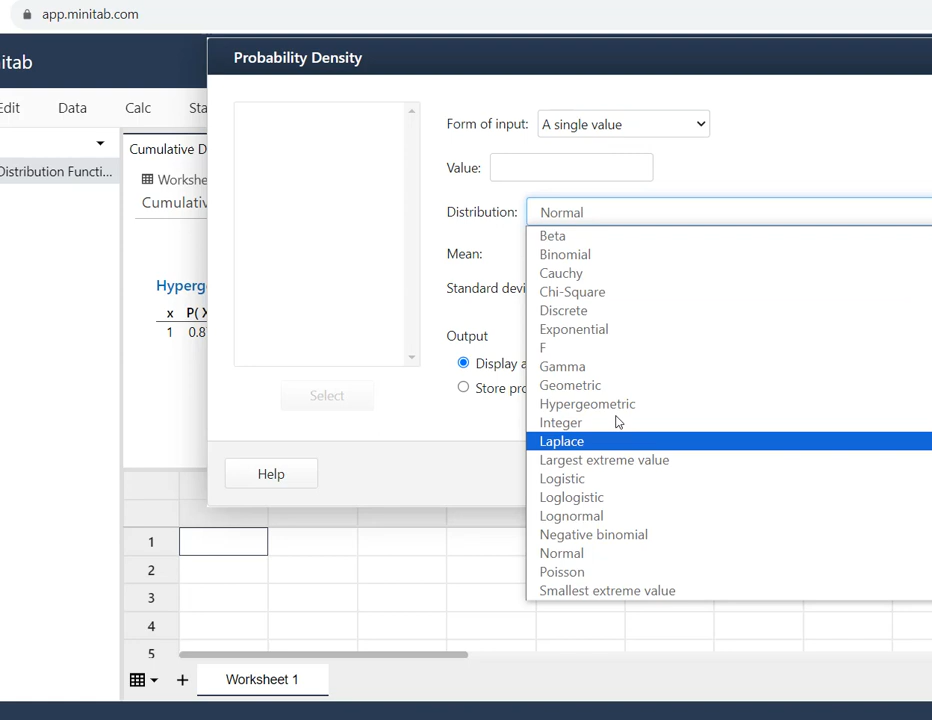 app.minitab.com
itab
Probability Density
Edit Data Calc Sta
Form of input: A single value
Cumulative D
Distribution Functi...
Value:
Workshe
Cumulativ
Distribution: Normal
Beta
Mean:
Binomial
Cauchy
Hyperg
Standard devi
Chi-Square
x P( X
Discrete
1 0.8
Exponential
Output
F
Display a
Gamma
Store pro
Geometric
Select
Hypergeometric
Integer
Laplace
Largest extreme value
Help
Logistic
Loglogistic
Lognormal
Negative binomial
1
Normal
2
Poisson
Smallest extreme value
3
4
5
+ Worksheet 1